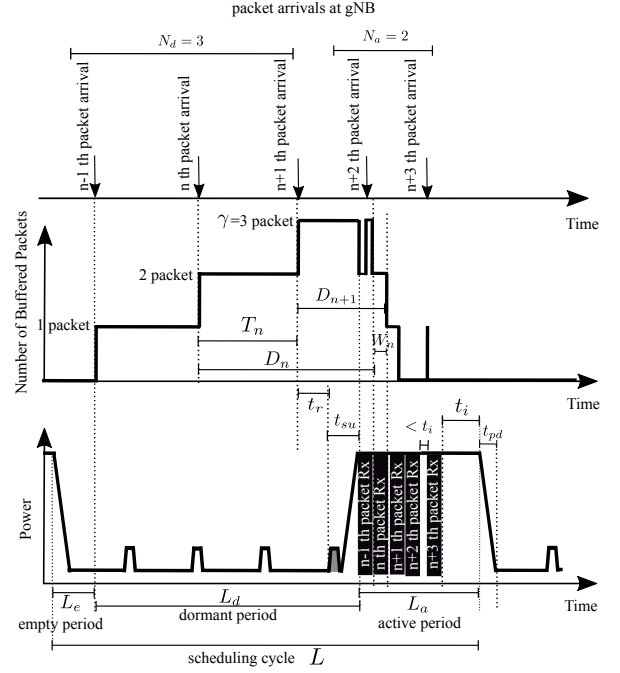 packet arrivals at gNB
N_d = 3
N_a = 2
n-1 th packet arrival
n th packet arrival
n+1 th packet arrival
n+2 th packet arrival
n+3 th packet arrival
Time
Number of Buffered Packets
γ=3 packet
2 packet
1 packet
D_{n+1}
T_n
W_n
D_n
Time
t_r
t_{su}
< t_i
t_i
t_{pd}
Power
n-1 th packet Rx
n th packet Rx
n+1 th packet Rx
n+2 th packet Rx
n+3 th packet Rx
Time
L_e
L_d
L_a
empty period
dormant period
active period
scheduling cycle L